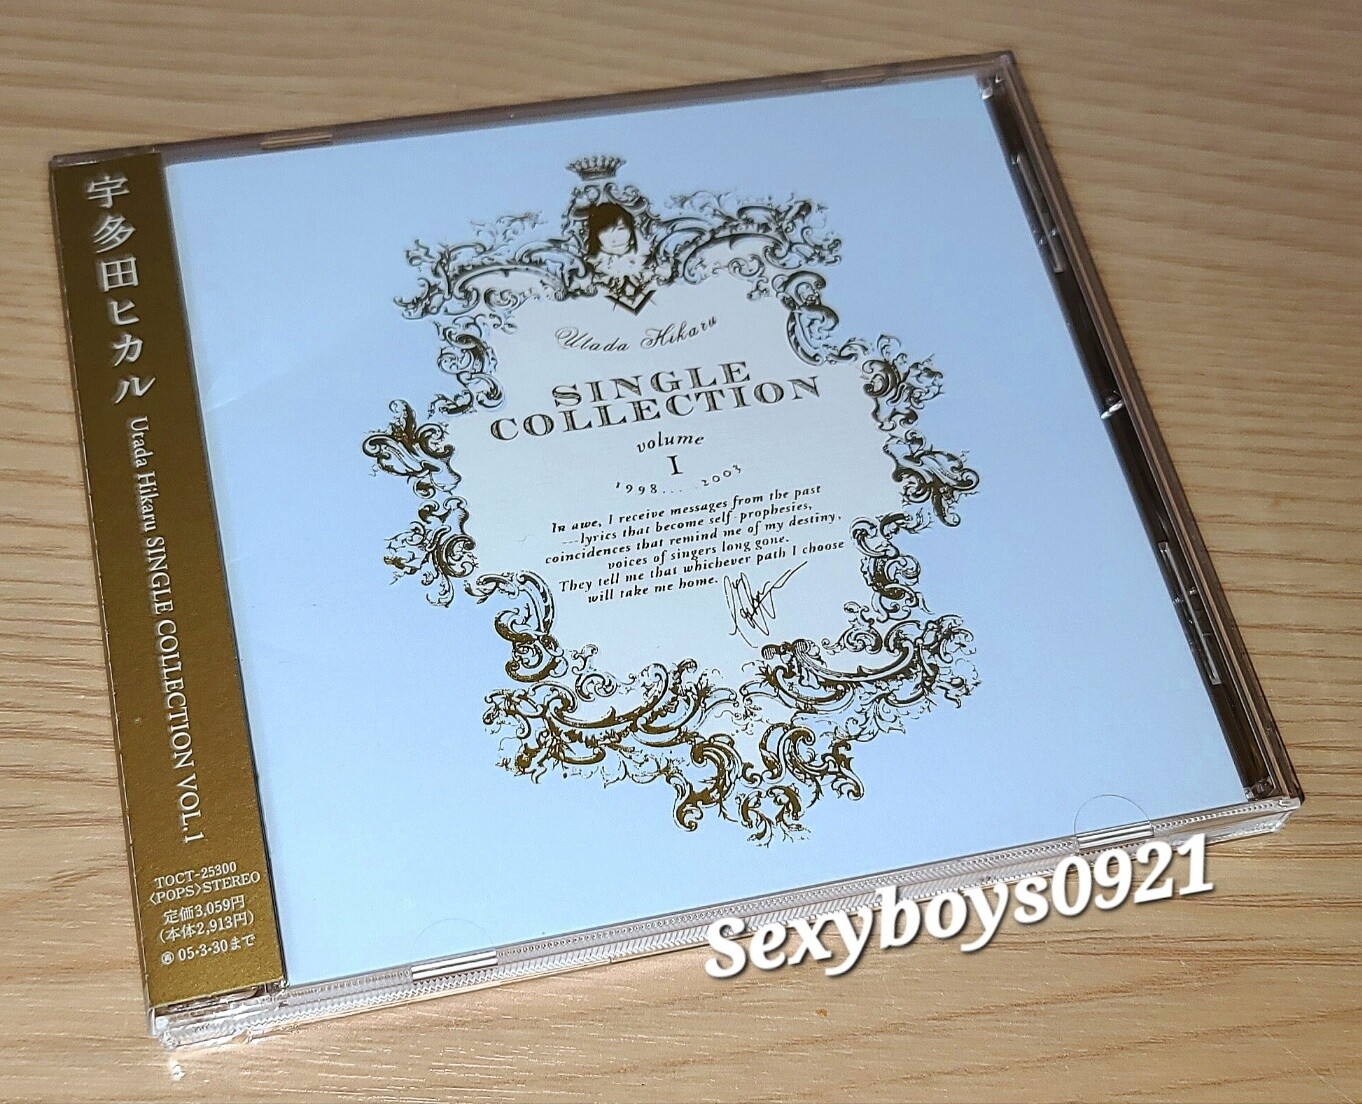 宇多田ヒカル Utada Hikaru SINGLE COLLECTION VOL.1
TOCT-25300
〈POPS〉STEREO
定価3,059円
(本体2,913円)
Ⓡ 05・3・30まで
Utada Hikaru
SINGLE
COLLECTION
volume
I
1998.....2003
In awe, I receive messages from the past
...lyrics that become self-prophesies,
coincidences that remind me of my destiny,
voices of singers long gone.
They tell me that whichever path I choose
will take me home.
Sexyboys0921